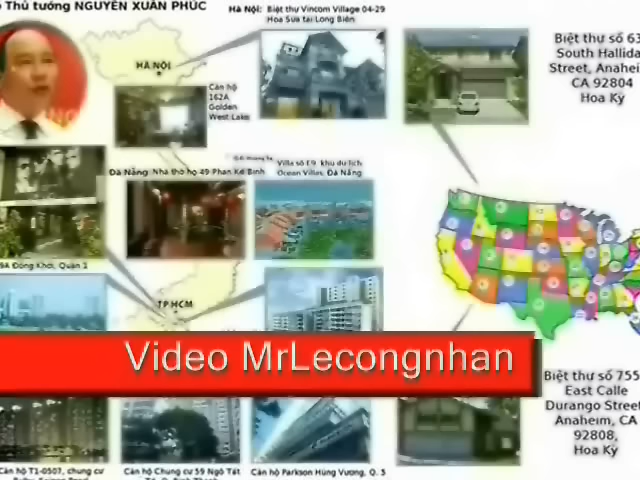 Thủ tướng NGUYỄN XUÂN PHÚC
Hà Nội: Biệt thự Vincom Village 04-29
Hoa Sữa tại Long Biên
Biệt thự số 63
South Hallida
Street, Anahei
CA 92804
Hoa Kỳ
HÀ NỘI
Căn hộ
162A
Golden
West Lake
Đà Nẵng: Nhà thờ họ 49 Phan Kế Bính
Villa số E9 khu du lịch
Ocean Villas, Đà Nẵng
9A Đồng Khởi, Quận 1
TP HCM
Video MrLecongnhan
Biệt thự số 755
East Calle
Durango Street
Anaheim, CA
92808,
Hoa Kỳ
Căn hộ T1-0507, chung cư
Căn hộ Chung cư 59 Ngô Tất
Căn hộ Parkson Hùng Vương, Q. 5